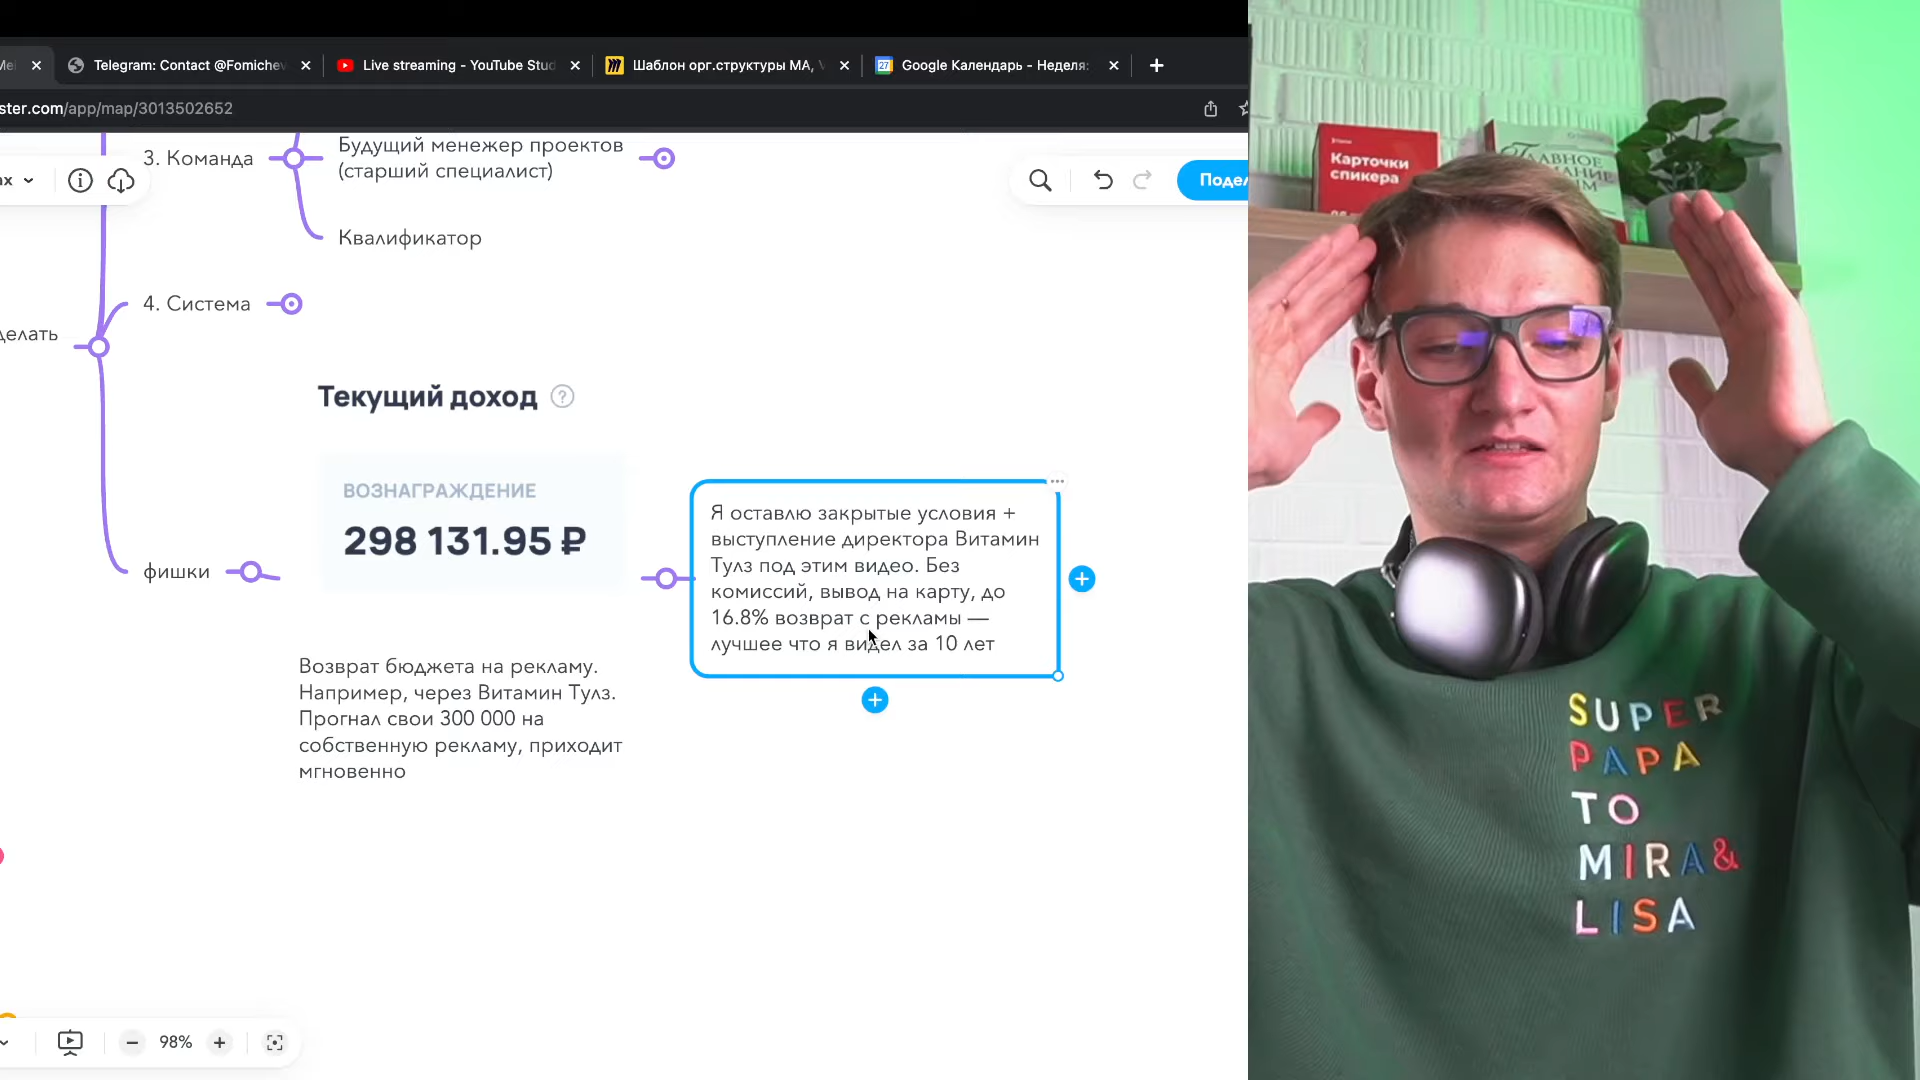 Telegram: Contact @Fomichev
Live streaming - YouTube Stud
Шаблон орг.структуры МА, V
27
Google Календарь - Неделя:
ster.com/app/map/3013502652
3. Команда
Будущий менежер проектов
(старший специалист)
Квалификатор
4. Система
делать
Текущий доход
?
ВОЗНАГРАЖДЕНИЕ
298 131.95 ₽
фишки
Возврат бюджета на рекламу.
Например, через Витамин Тулз.
Прогнал свои 300 000 на
собственную рекламу, приходит
мгновенно
Я оставлю закрытые условия +
выступление директора Витамин
Тулз под этим видео. Без
комиссий, вывод на карту, до
16.8% возврат с рекламы —
лучшее что я видел за 10 лет
98%
Карточки
спикера
SUPER
PAPA
TO
MIRA&
LISA